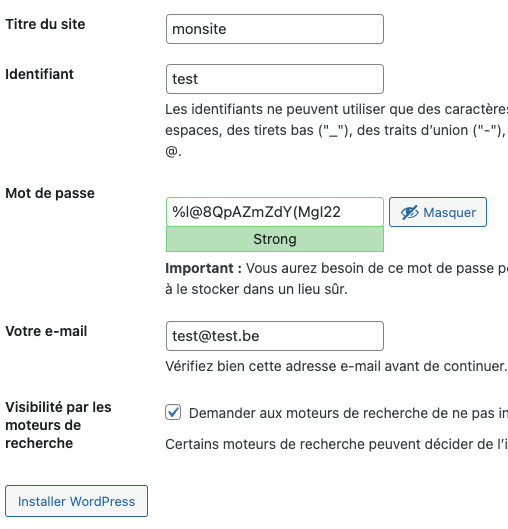 Titre du site
monsite
Identifiant
test
Les identifiants ne peuvent utiliser que des caractères
espaces, des tirets bas ("_"), des traits d’union ("-"),
@.
Mot de passe
Masquer
Strong
Important : Vous aurez besoin de ce mot de passe
à le stocker dans un lieu sûr.
Votre e-mail
test@test.be
Vérifiez bien cette adresse e-mail avant de continuer.
Visibilité par les
moteurs de
recherche
Demander aux moteurs de recherche de ne pas
Certains moteurs de recherche peuvent décider de
Installer WordPress